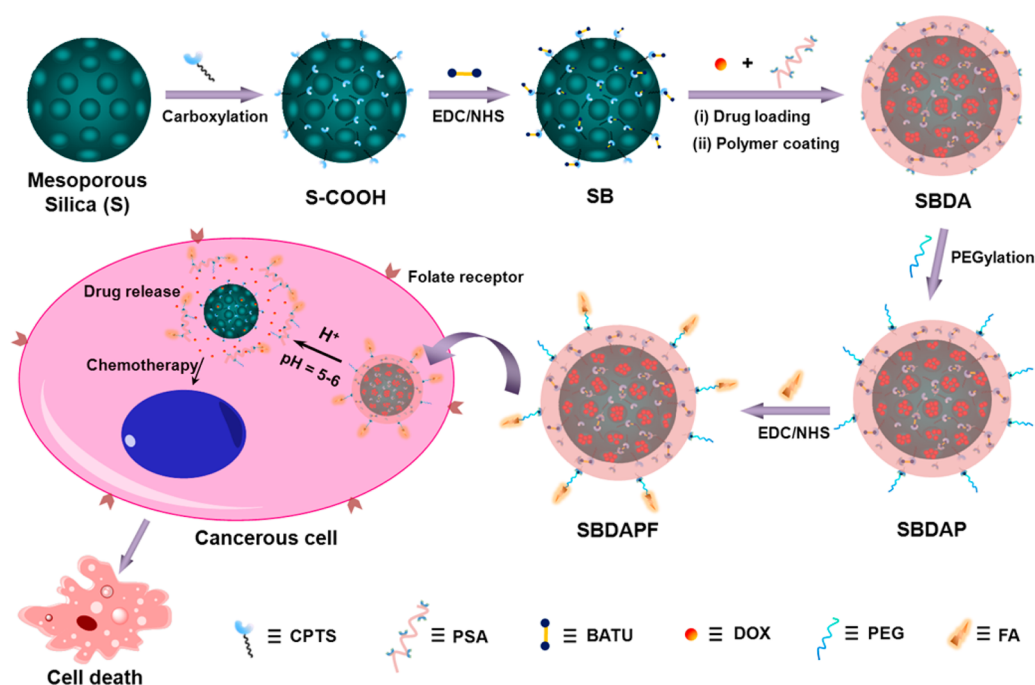 Carboxylation
EDC/NHS
+
(i) Drug loading
(ii) Polymer coating
Mesoporous
Silica (S)
S-COOH
SB
SBDA
PEGylation
Folate receptor
Drug release
H+
pH = 5-6
Chemotherapy
EDC/NHS
Cancerous cell
SBDAPF
SBDAP
≡ CPTS
≡ PSA
≡ BATU
≡ DOX
≡ PEG
≡ FA
Cell death